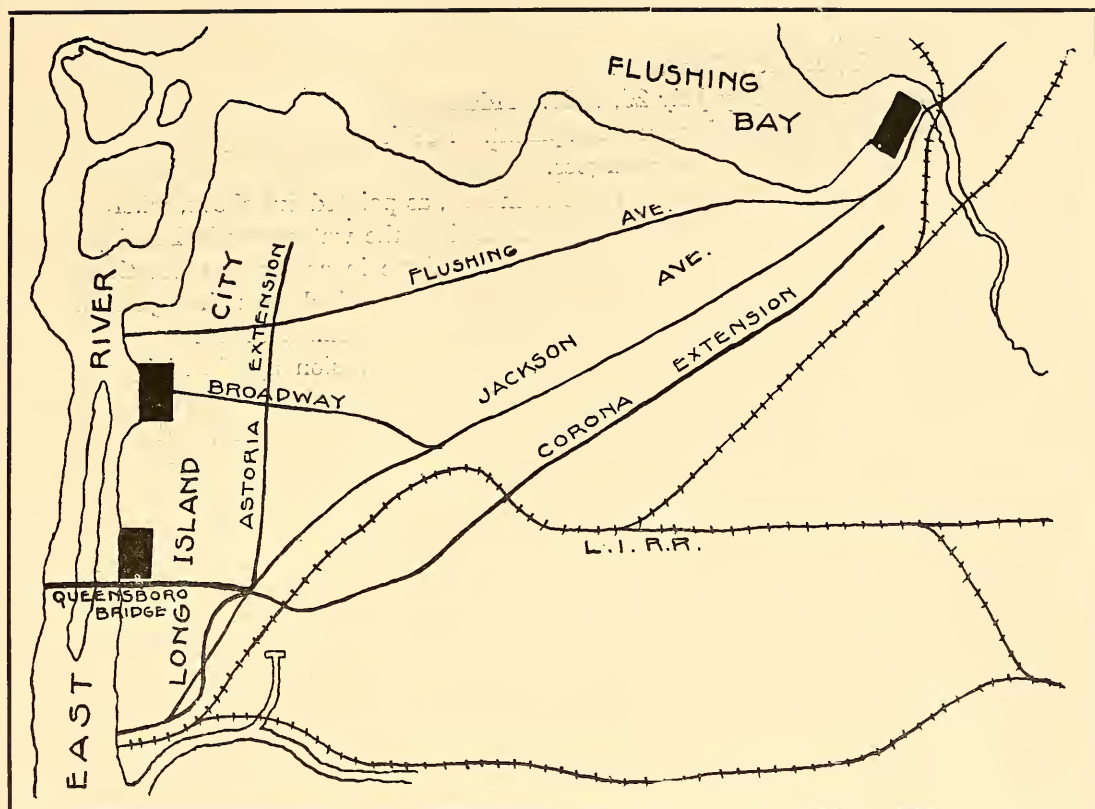 FLUSHING
BAY
FLUSHING AVE.
JACKSON AVE.
CORONA EXTENSION
BROADWAY
ASTORIA EXTENSION
LONG ISLAND CITY
EAST RIVER
QUEENSBORO
BRIDGE
L.I.R.R.